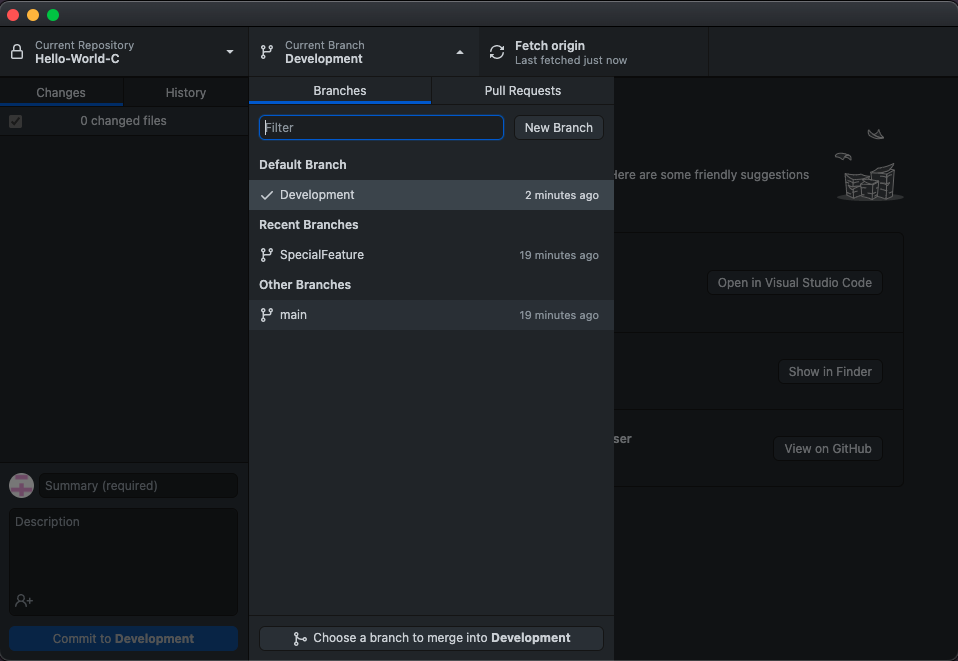 Current Repository
Hello-World-C
Current Branch
Development
Fetch origin
Last fetched just now
Changes
History
0 changed files
Branches
Pull Requests
Filter
New Branch
Default Branch
Development 2 minutes ago
Recent Branches
SpecialFeature 19 minutes ago
Other Branches
main 19 minutes ago
Here are some friendly suggestions
Open in Visual Studio Code
Show in Finder
View on GitHub
Summary (required)
Description
Commit to Development
Choose a branch to merge into Development